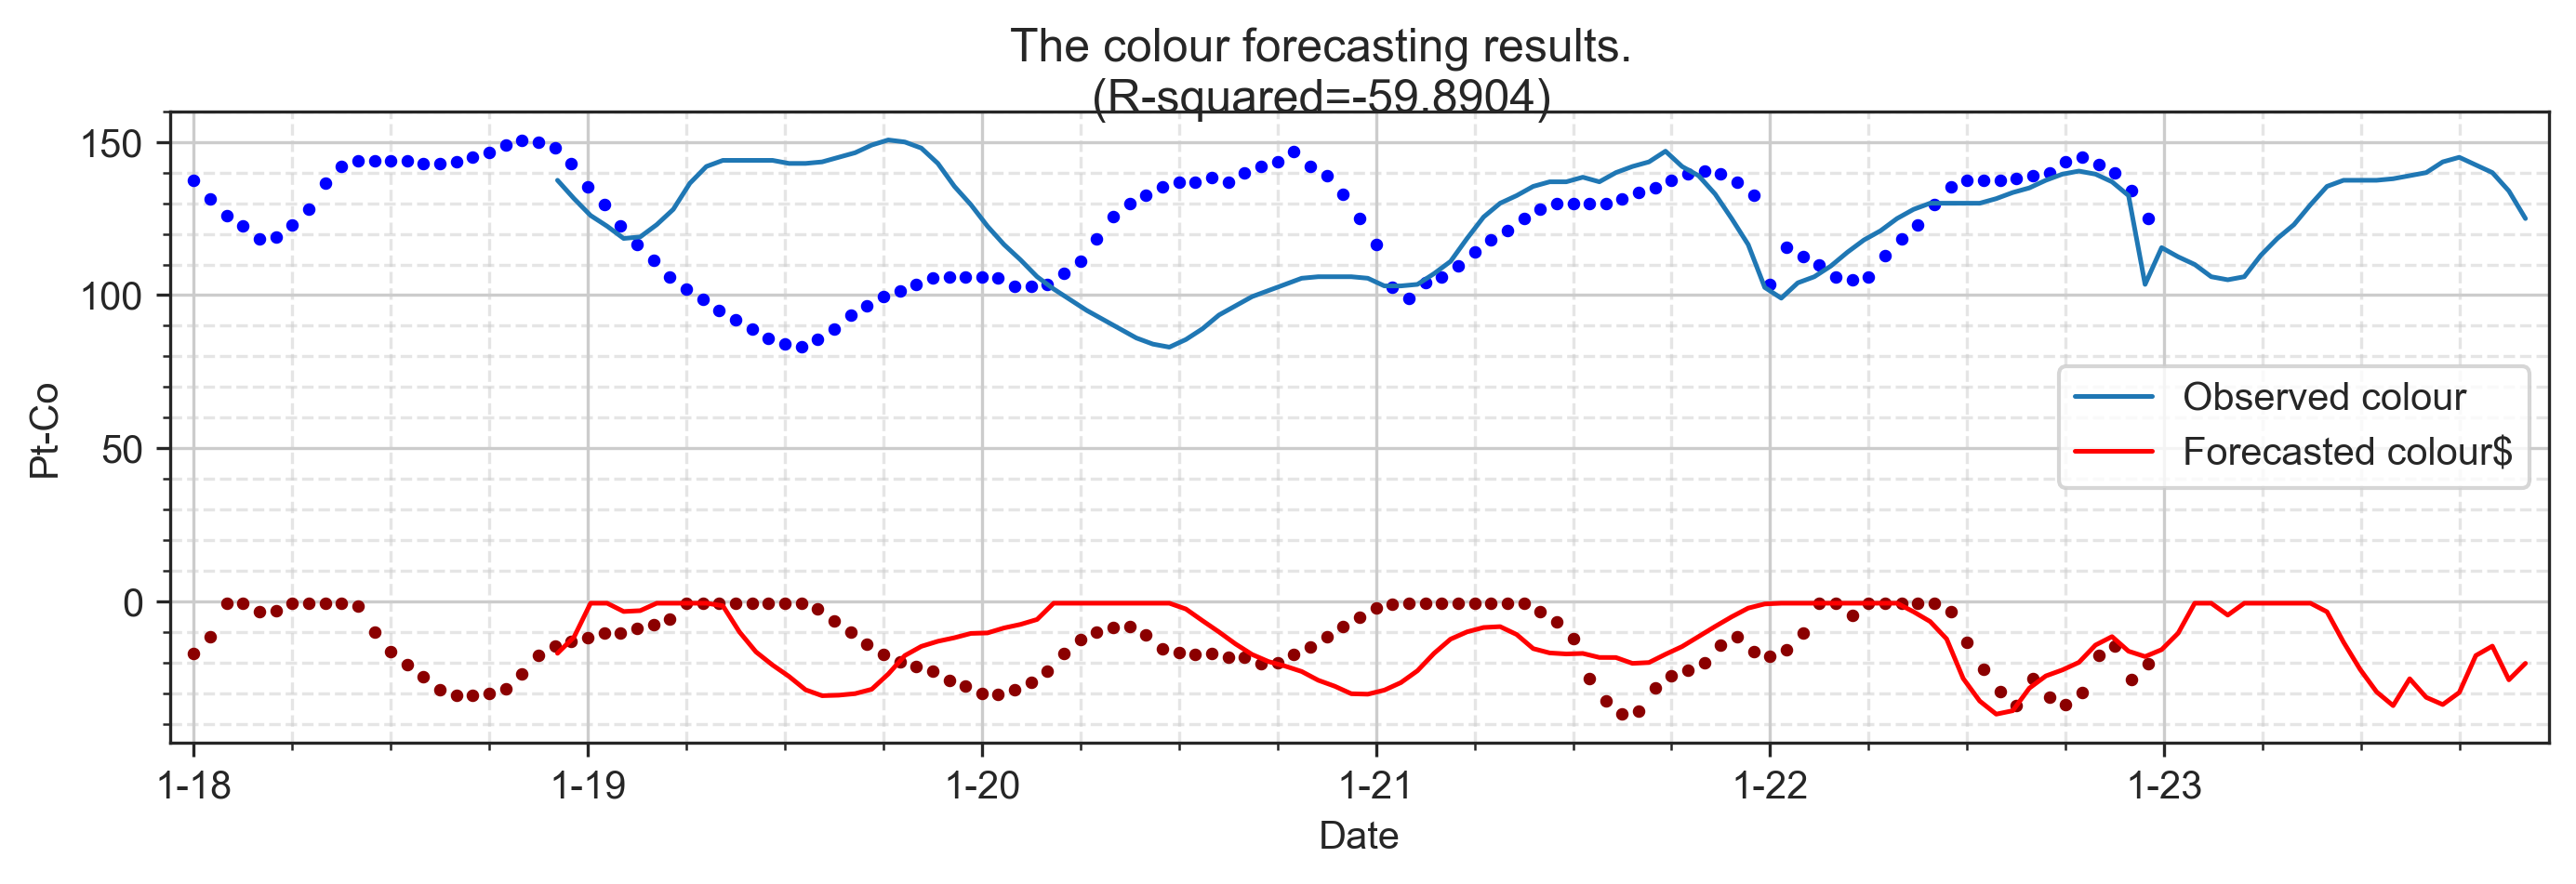 The colour forecasting results.
(R-squared=-59.8904)
150
100
50
0
Pt-Co
Observed colour
Forecasted colour$
1-18
1-19
1-20
1-21
1-22
1-23
Date